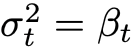 σ_t^2 = β_t